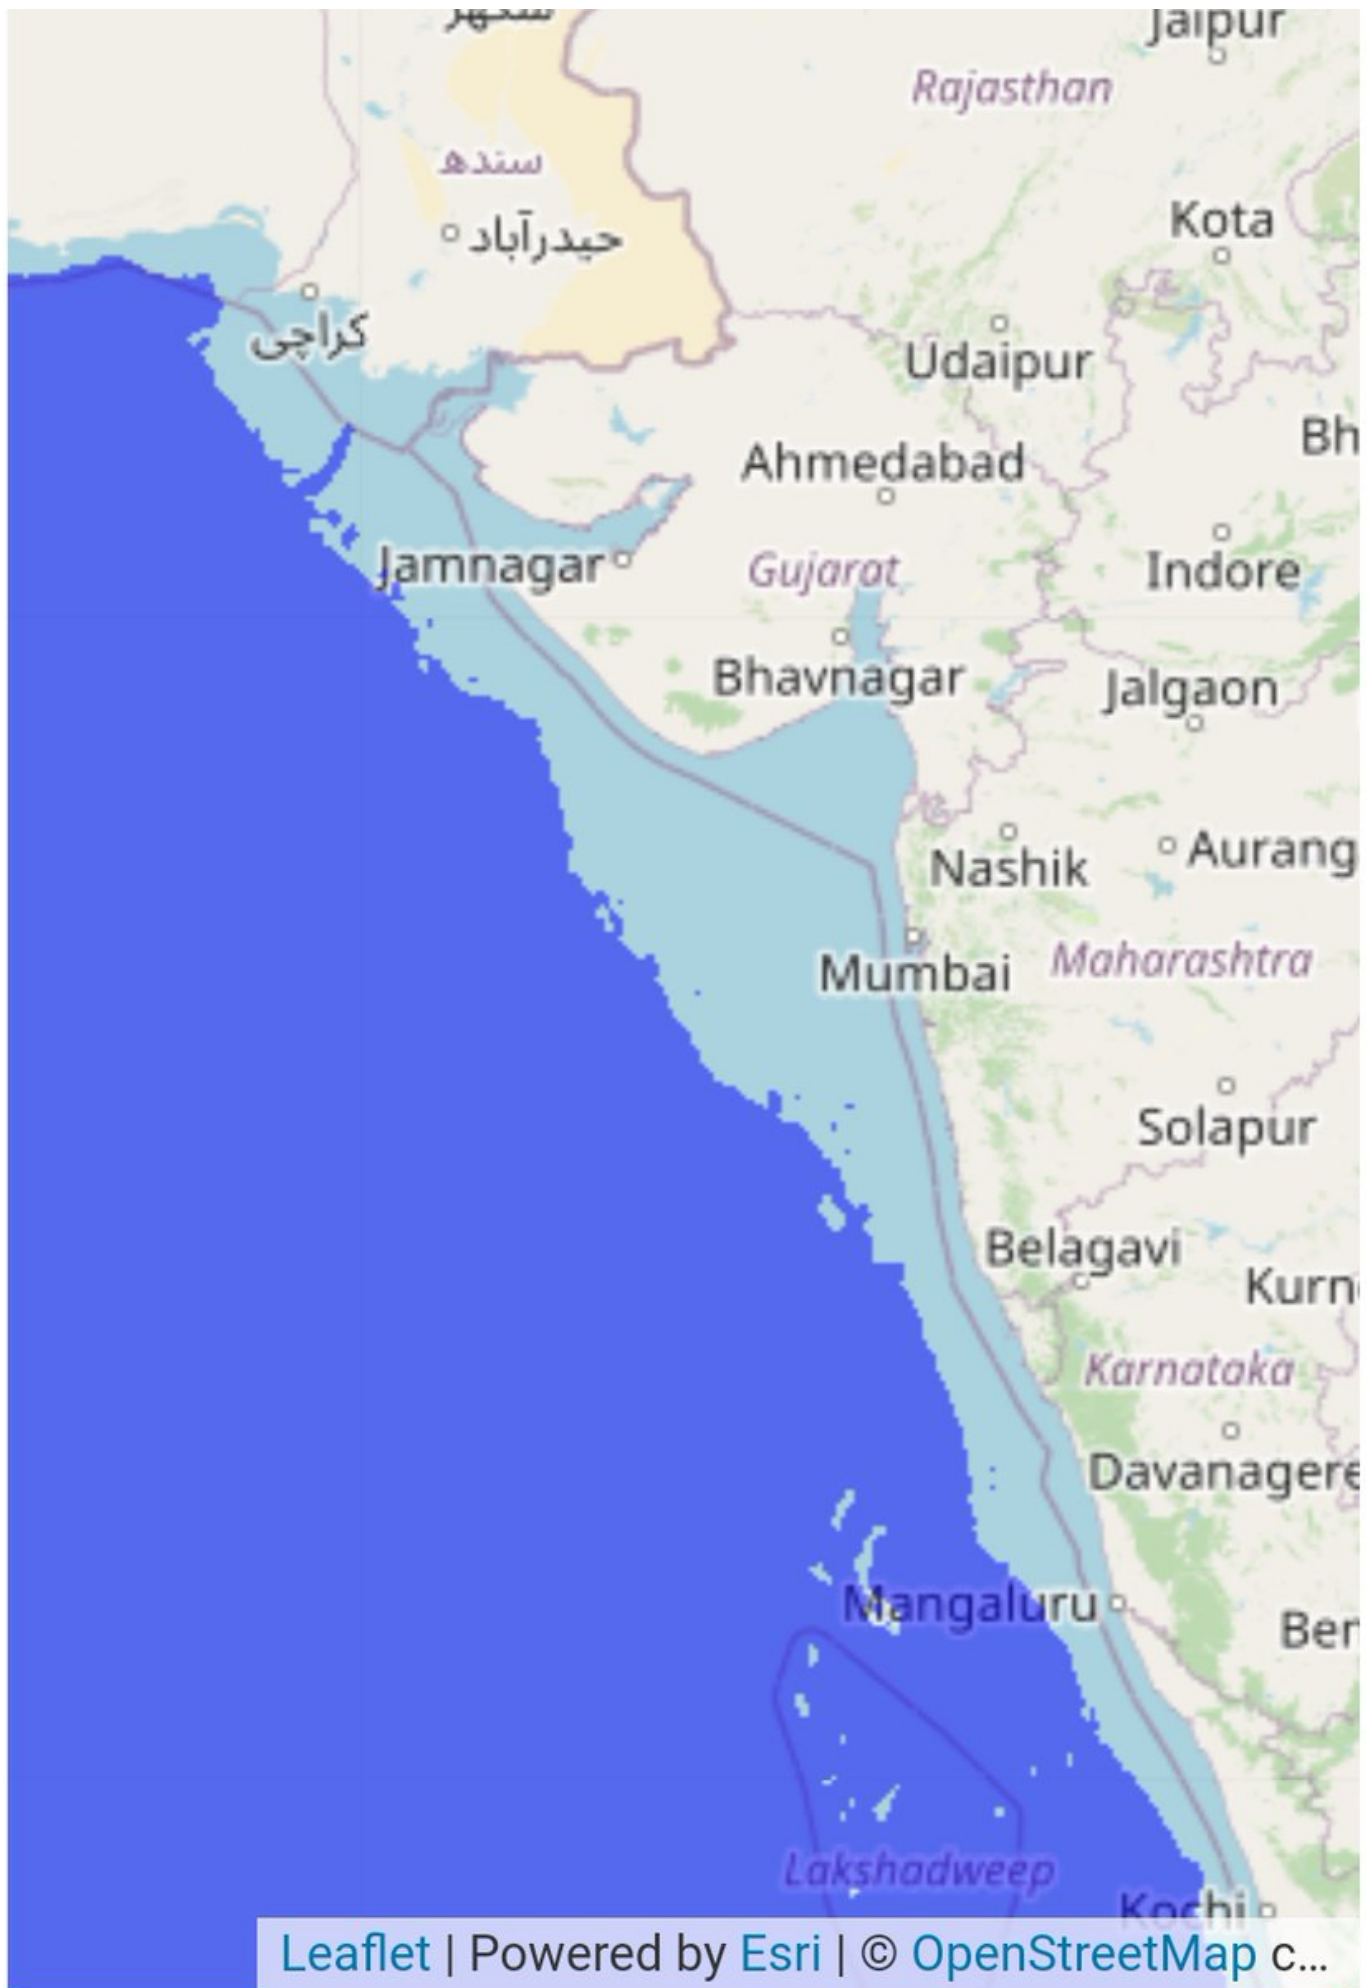 سکھر
Jaipur
Rajasthan
سندھ
Kota
حیدرآباد
کراچی
Udaipur
Bh
Ahmedabad
Jamnagar
Gujarat
Indore
Bhavnagar
Jalgaon
Nashik
Aurang
Mumbai
Maharashtra
Solapur
Belagavi
Kurn
Karnataka
Davanagere
Mangaluru
Ber
Lakshadweep
Kochi
Leaflet | Powered by Esri | © OpenStreetMap c...